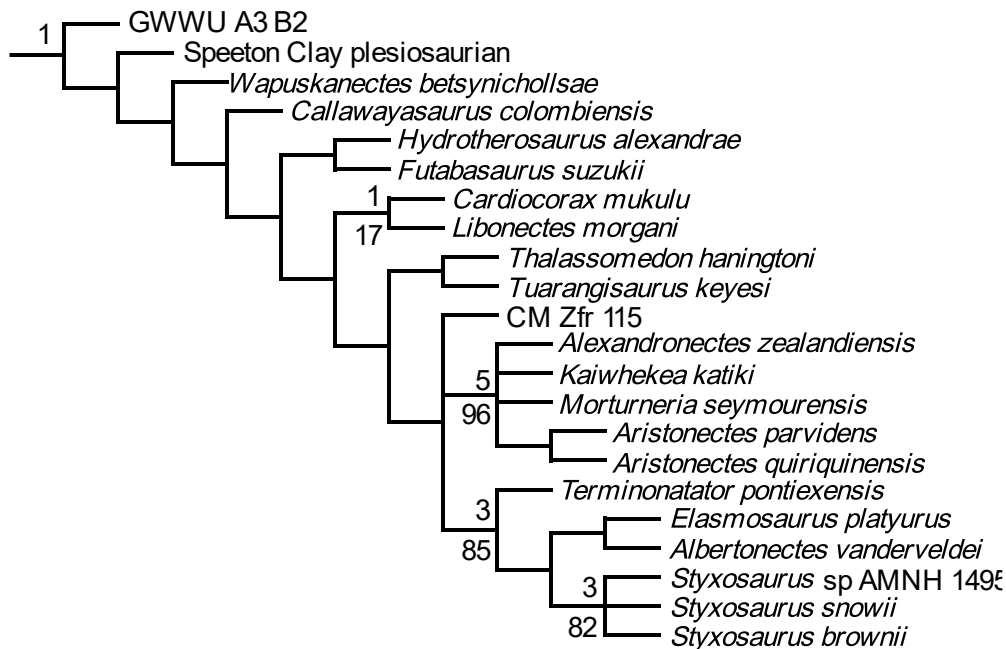 1 GWWU A3 B2
Speeton Clay plesiosaurian
Wapuskanectes betsynichollsae
Callawayasaurus colombiensis
Hydrotherosaurus alexandrae
Futabasaurus suzukii
1 Cardiocorax mukulu
17 Libonectes morgani
Thalassomedon haningtoni
Tuarangisaurus keyesi
CM Zfr 115
Alexandronectes zealandiensis
5 Kaiwhekea katiki
96 Morturneria seymourensis
Aristonectes parvidens
Aristonectes quiriquinensis
Terminonatator pontiexensis
3 Elasmosaurus platyurus
85 Albertonectes vanderveldei
3 Styxosaurus sp AMNH 1495
Styxosaurus snowii
82 Styxosaurus brownii